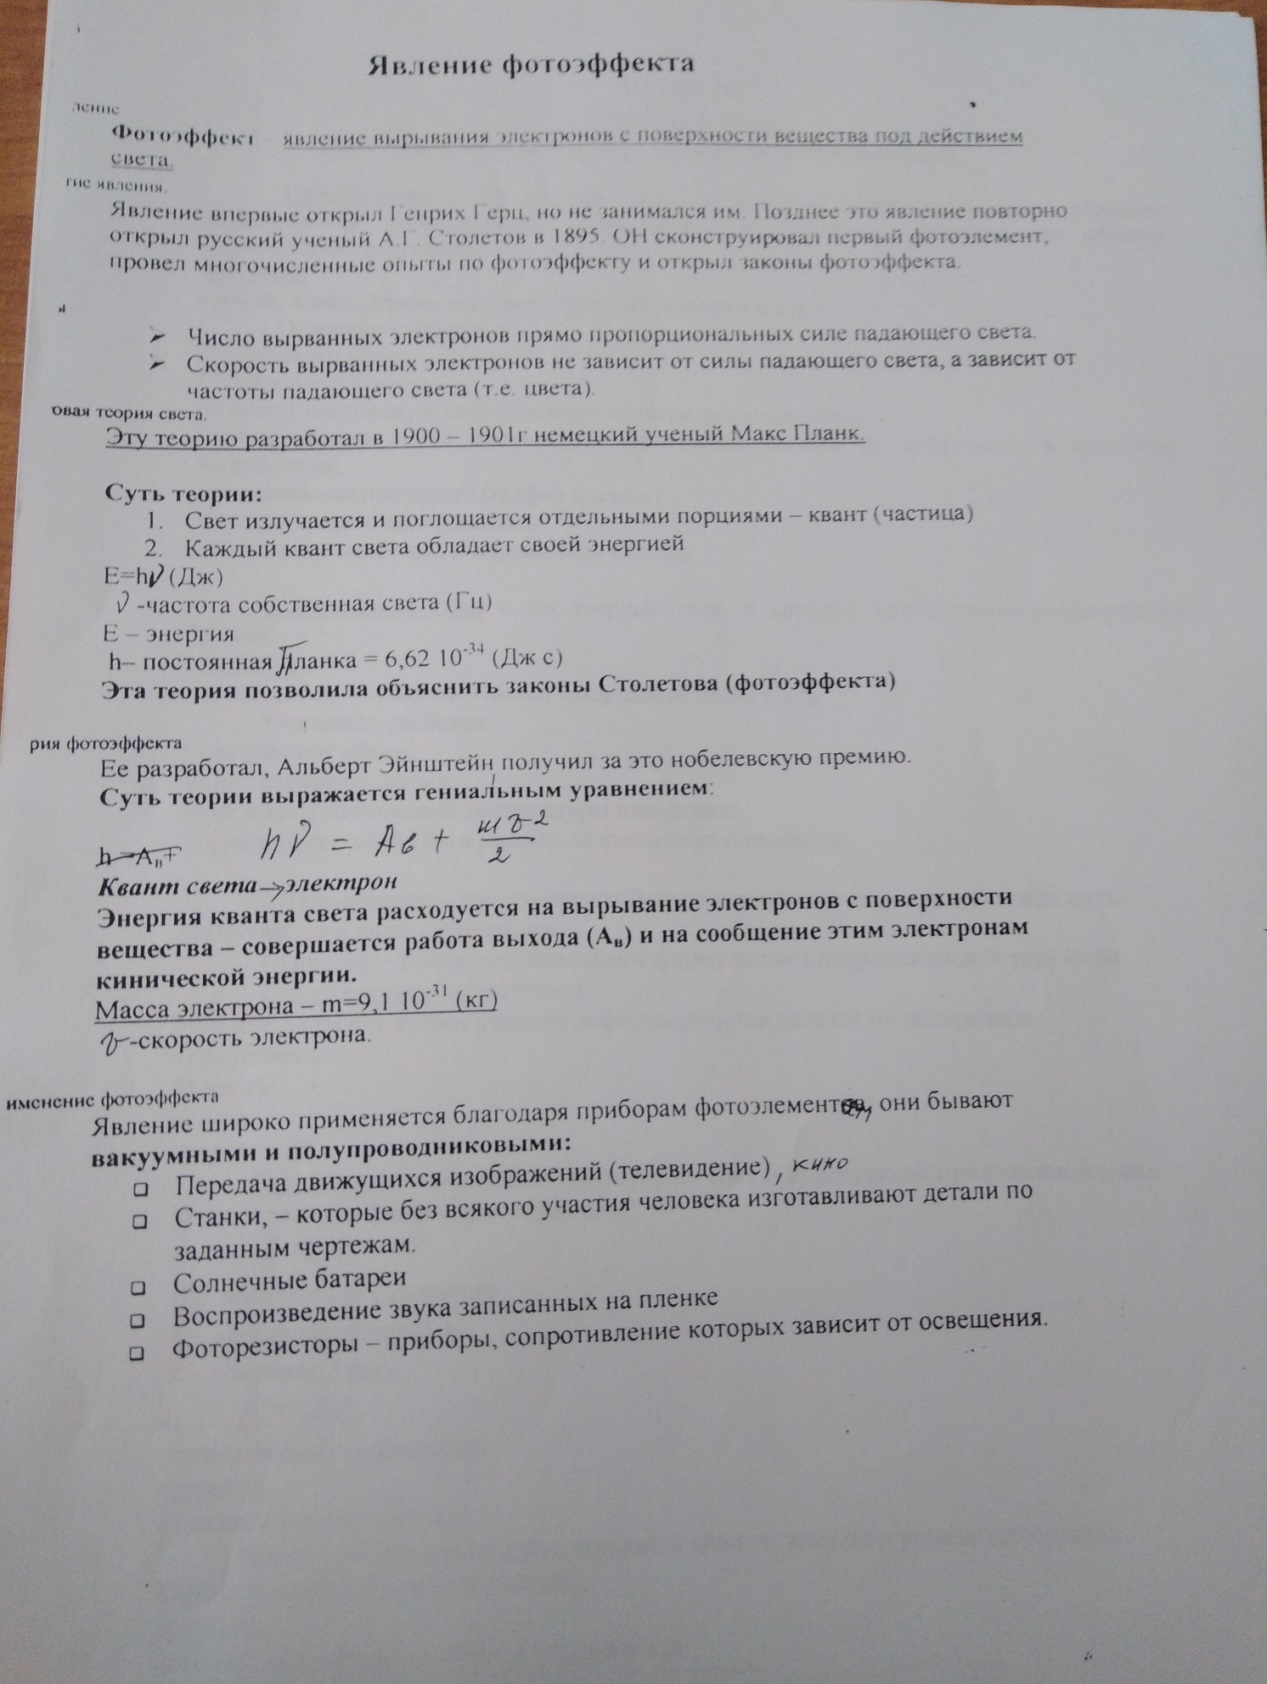 Явление фотоэффекта
ление
Фотоэффект явление вырывания электронов с поверхности вещества под действием
света.
гие явления.
Явление впервые открыл Генрих Герц, но не занимался им. Позднее это явление повторно
открыл русский ученый А.Г. Столетов в 1895. ОН сконструировал первый фотоэлемент,
провел многочисленные опыты по фотоэффекту и открыл законы фотоэффекта.
➢ Число вырванных электронов прямо пропорциональных силе падающего света.
➢ Скорость вырванных электронов не зависит от силы падающего света, а зависит от
частоты падающего света (т.е. цвета).
овая теория света.
Эту теорию разработал в 1900 – 1901г немецкий ученый Макс Планк.
Суть теории:
1. Свет излучается и поглощается отдельными порциями – квант (частица)
2. Каждый квант света обладает своей энергией
E=hν (Дж)
ν -частота собственная света (Гц)
E – энергия
h– постоянная Планка = 6,62 10⁻³⁴ (Дж с)
Эта теория позволила объяснить законы Столетова (фотоэффекта)
рия фотоэффекта
Ее разработал, Альберт Эйнштейн получил за это нобелевскую премию.
Суть теории выражается гениальным уравнением:
h =Aв+ hν = Aв + mv²/2
Квант света→электрон
Энергия кванта света расходуется на вырывание электронов с поверхности
вещества – совершается работа выхода (Aв) и на сообщение этим электронам
кинической энергии.
Масса электрона – m=9,1 10⁻³¹ (кг)
v -скорость электрона.
именение фотоэффекта
Явление широко применяется благодаря приборам фотоэлементам, они бывают
вакуумными и полупроводниковыми:
❑ Передача движущихся изображений (телевидение), кино
❑ Станки, – которые без всякого участия человека изготавливают детали по
заданным чертежам.
❑ Солнечные батареи
❑ Воспроизведение звука записанных на пленке
❑ Фоторезисторы – приборы, сопротивление которых зависит от освещения.